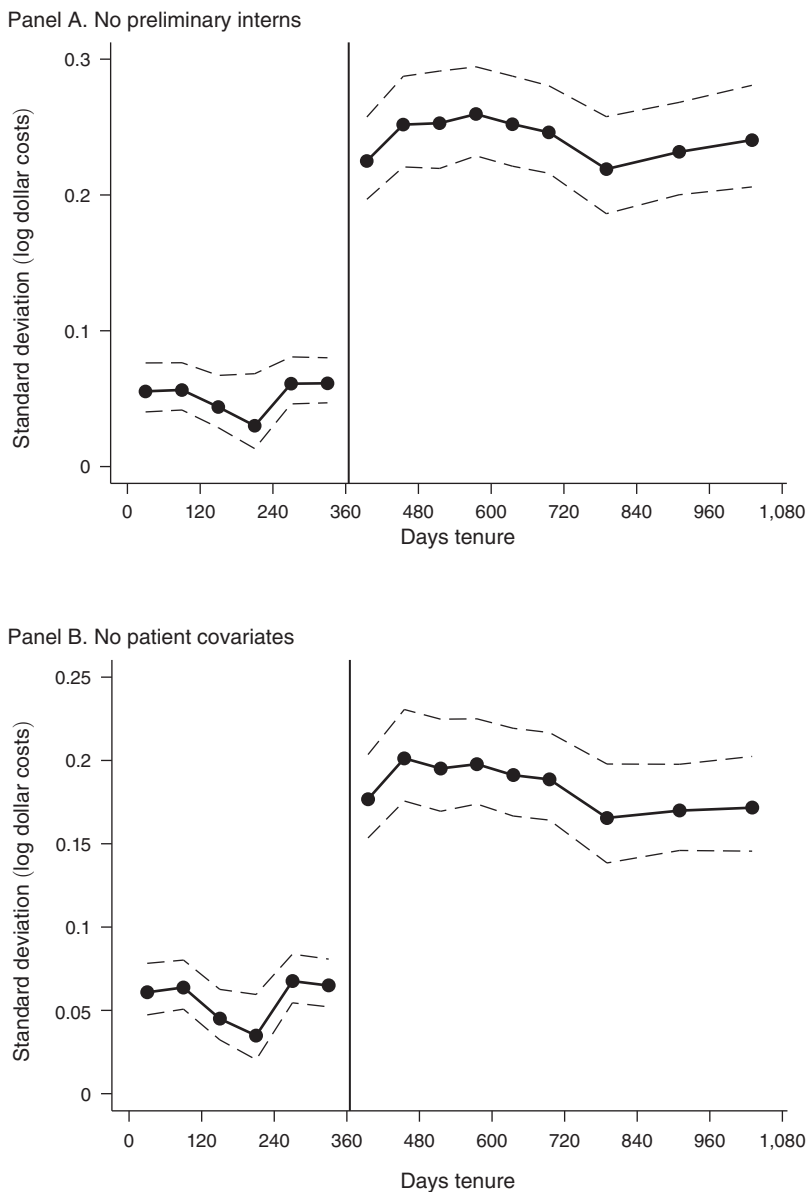 Panel A. No preliminary interns
Standard deviation (log dollar costs)
0.3
0.2
0.1
0
0 120 240 360 480 600 720 840 960 1,080
Days tenure
Panel B. No patient covariates
Standard deviation (log dollar costs)
0.25
0.2
0.15
0.1
0.05
0
0 120 240 360 480 600 720 840 960 1,080
Days tenure